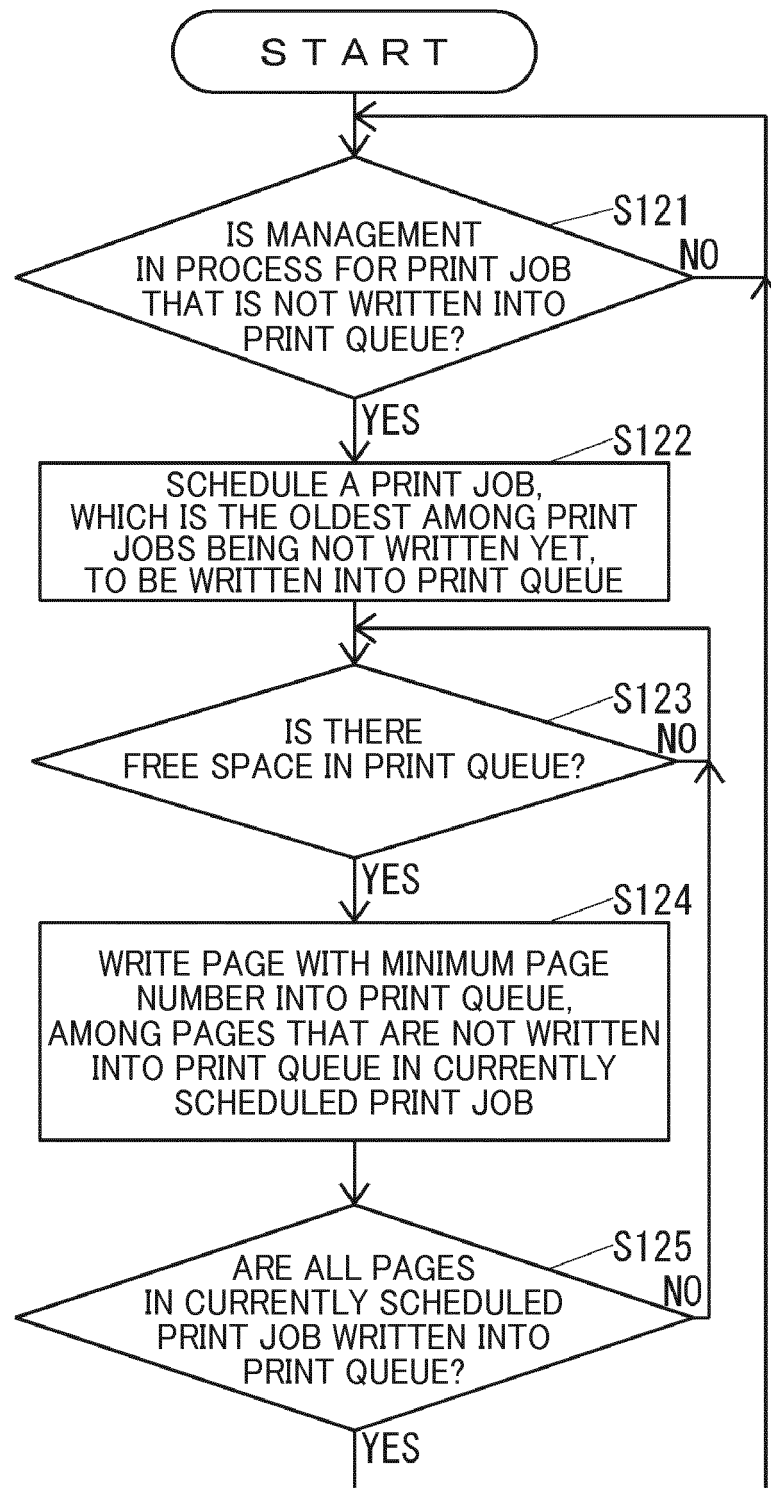 START
S121
IS MANAGEMENT
IN PROCESS FOR PRINT JOB
THAT IS NOT WRITTEN INTO
PRINT QUEUE?
NO
YES
S122
SCHEDULE A PRINT JOB,
WHICH IS THE OLDEST AMONG PRINT
JOBS BEING NOT WRITTEN YET,
TO BE WRITTEN INTO PRINT QUEUE
S123
IS THERE
FREE SPACE IN PRINT QUEUE?
NO
YES
S124
WRITE PAGE WITH MINIMUM PAGE
NUMBER INTO PRINT QUEUE,
AMONG PAGES THAT ARE NOT WRITTEN
INTO PRINT QUEUE IN CURRENTLY
SCHEDULED PRINT JOB
S125
ARE ALL PAGES
IN CURRENTLY SCHEDULED
PRINT JOB WRITTEN INTO
PRINT QUEUE?
NO
YES